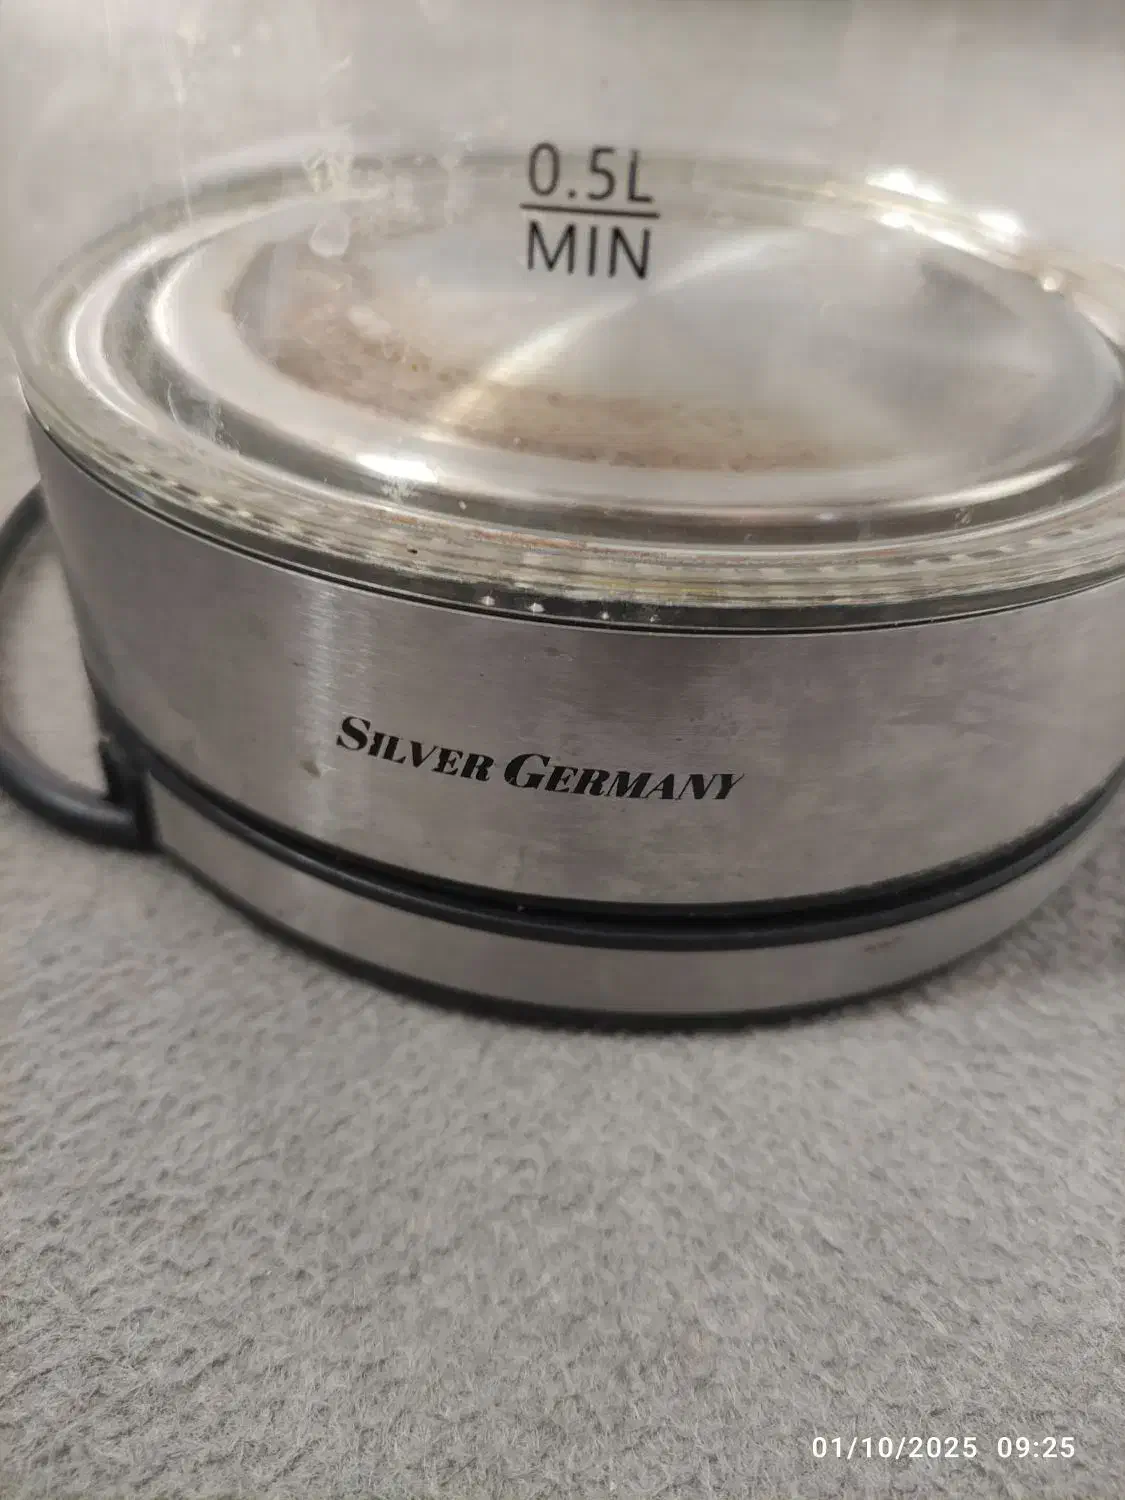 0.5L
MIN
SILVER GERMANY
01/10/2025 09:25